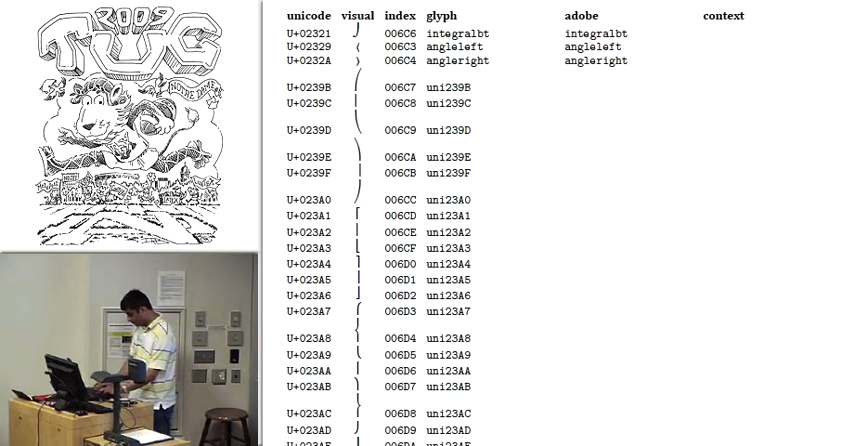 2009
TUG
NOTRE DAME
unicode visual index glyph adobe context
U+02321 ⌡ 006C6 integralbt integralbt
U+02329 〈 006C3 angleleft angleleft
U+0232A 〉 006C4 angleright angleright
U+0239B ⎛ 006C7 uni239B
U+0239C ⎜ 006C8 uni239C
U+0239D ⎝ 006C9 uni239D
U+0239E ⎞ 006CA uni239E
U+0239F ⎟ 006CB uni239F
U+023A0 ⎠ 006CC uni23A0
U+023A1 ⎡ 006CD uni23A1
U+023A2 ⎢ 006CE uni23A2
U+023A3 ⎣ 006CF uni23A3
U+023A4 ⎤ 006D0 uni23A4
U+023A5 ⎥ 006D1 uni23A5
U+023A6 ⎦ 006D2 uni23A6
U+023A7 ⎧ 006D3 uni23A7
U+023A8 ⎨ 006D4 uni23A8
U+023A9 ⎩ 006D5 uni23A9
U+023AA ⎪ 006D6 uni23AA
U+023AB ⎫ 006D7 uni23AB
U+023AC ⎬ 006D8 uni23AC
U+023AD ⎭ 006D9 uni23AD
U+023AE ⎮ 006DA uni23AE